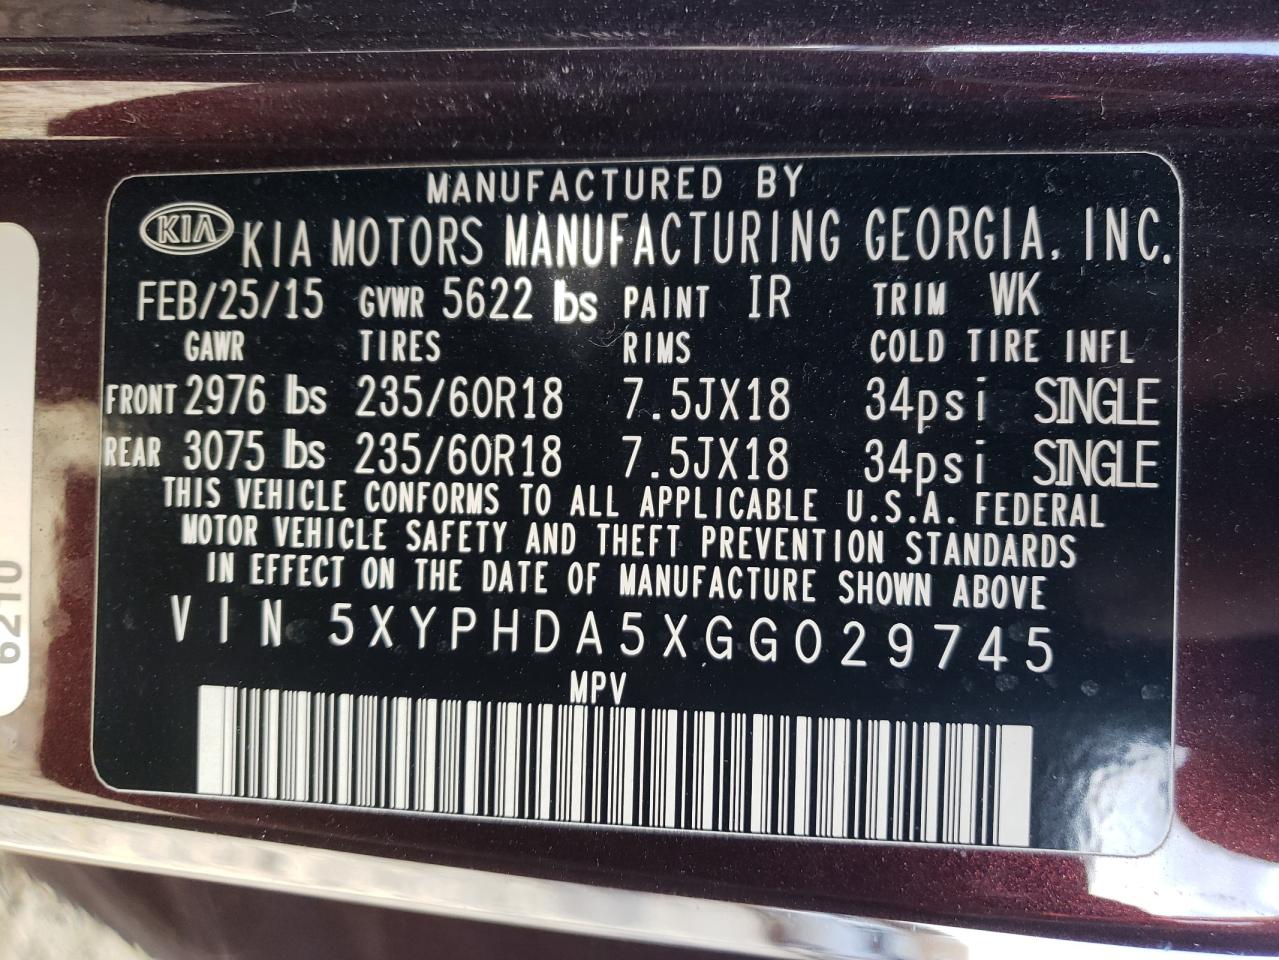 MANUFACTURED BY
KIA KIA MOTORS MANUFACTURING GEORGIA, INC.
FEB/25/15 GVWR 5622 lbs PAINT IR TRIM WK
GAWR TIRES RIMS COLD TIRE INFL
FRONT 2976 lbs 235/60R18 7.5JX18 34psi SINGLE
REAR 3075 lbs 235/60R18 7.5JX18 34psi SINGLE
THIS VEHICLE CONFORMS TO ALL APPLICABLE U.S.A. FEDERAL
MOTOR VEHICLE SAFETY AND THEFT PREVENTION STANDARDS
IN EFFECT ON THE DATE OF MANUFACTURE SHOWN ABOVE
VIN 5XYPHDA5XGG029745
MPV
6210